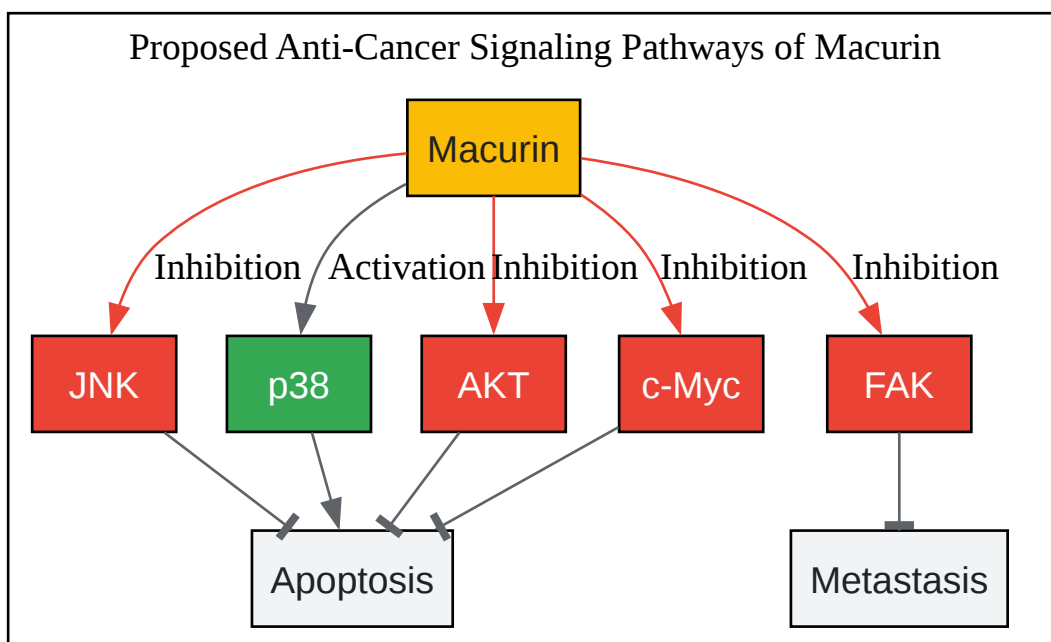 Proposed Anti-Cancer Signaling Pathways of Macurin
Macurin
Inhibition Activation Inhibition Inhibition Inhibition
JNK p38 AKT c-Myc FAK
Apoptosis Metastasis